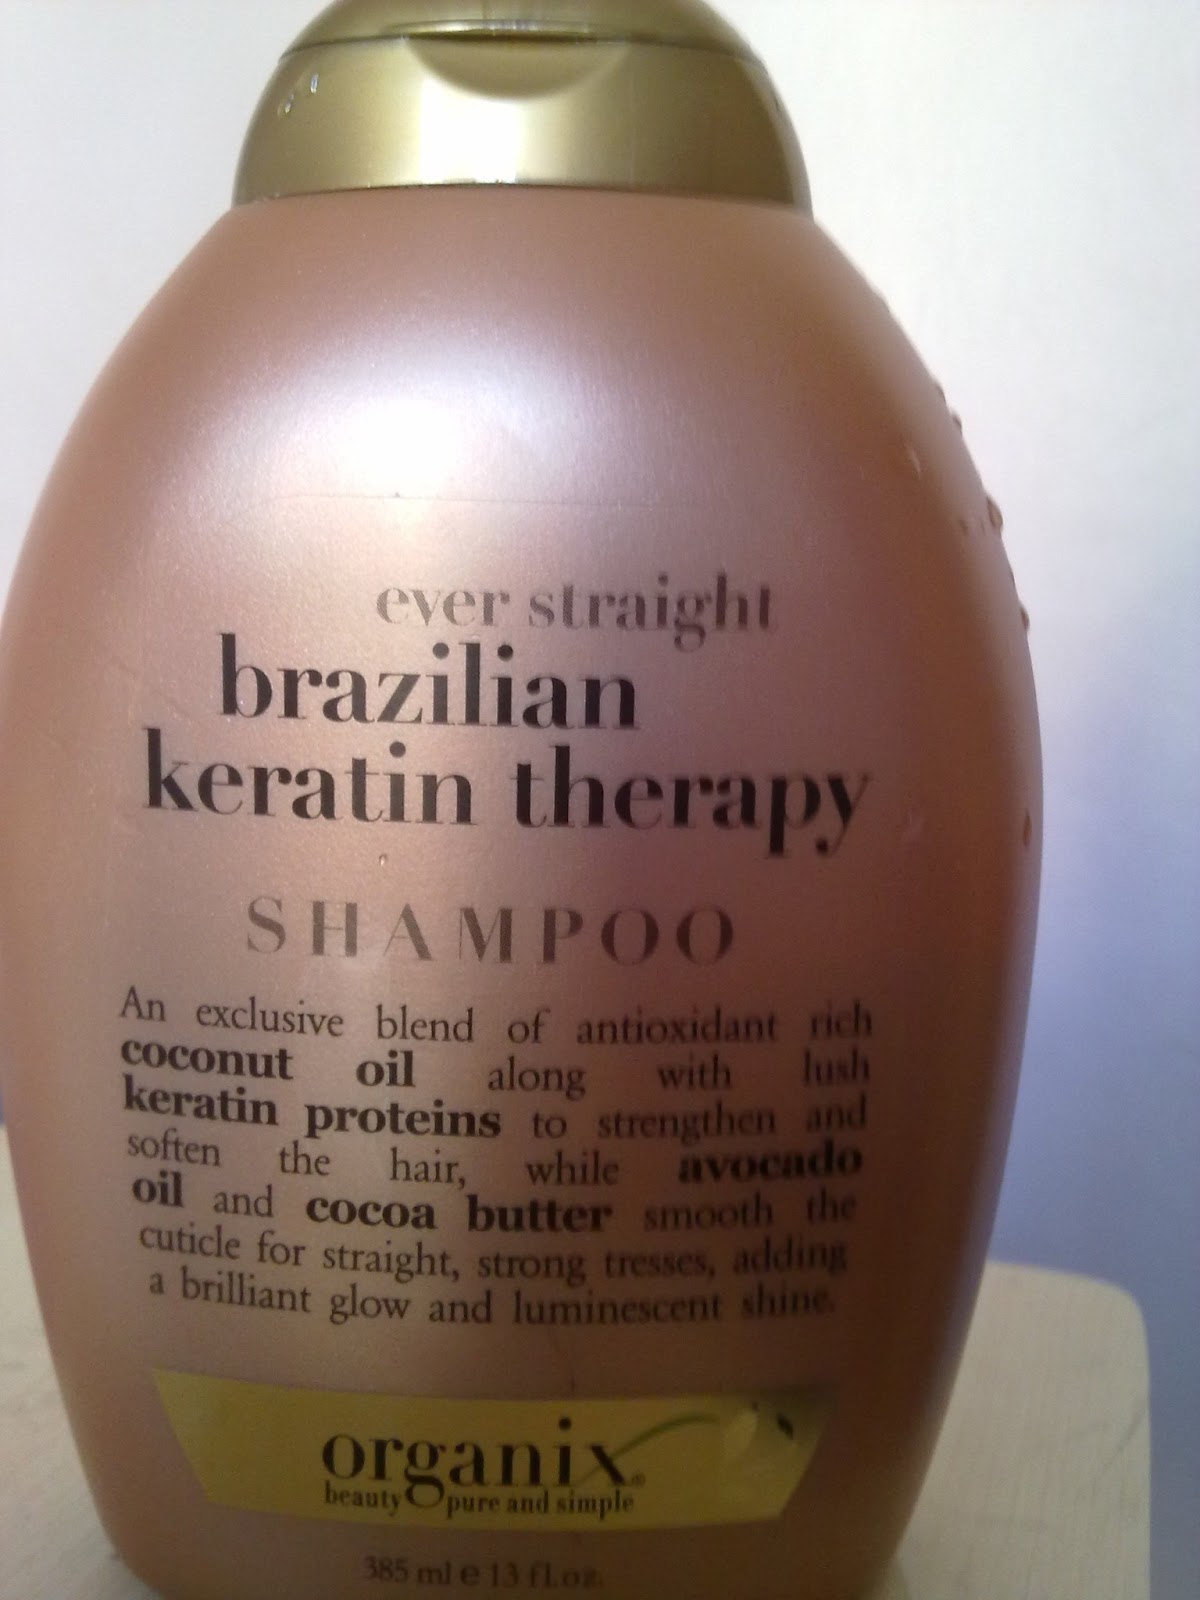 ever straight
brazilian
keratin therapy
SHAMPOO
An exclusive blend of antioxidant rich
coconut oil along with lush
keratin proteins to strengthen and
soften the hair, while avocado
oil and cocoa butter smooth the
cuticle for straight, strong tresses, adding
a brilliant glow and luminescent shine.
organix®
beauty pure and simple
385 ml e 13 fl.oz.